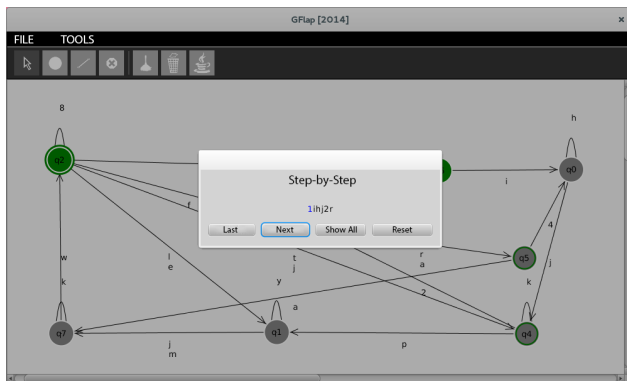 GFlap [2014]
FILE TOOLS
8
h
q2
q0
Step-by-Step
i
1ihj2r
f
Last Next Show All Reset
4
w
l
t
r
q5
e
j
a
j
k
y
k
2
a
q7
q1
q4
j
p
m